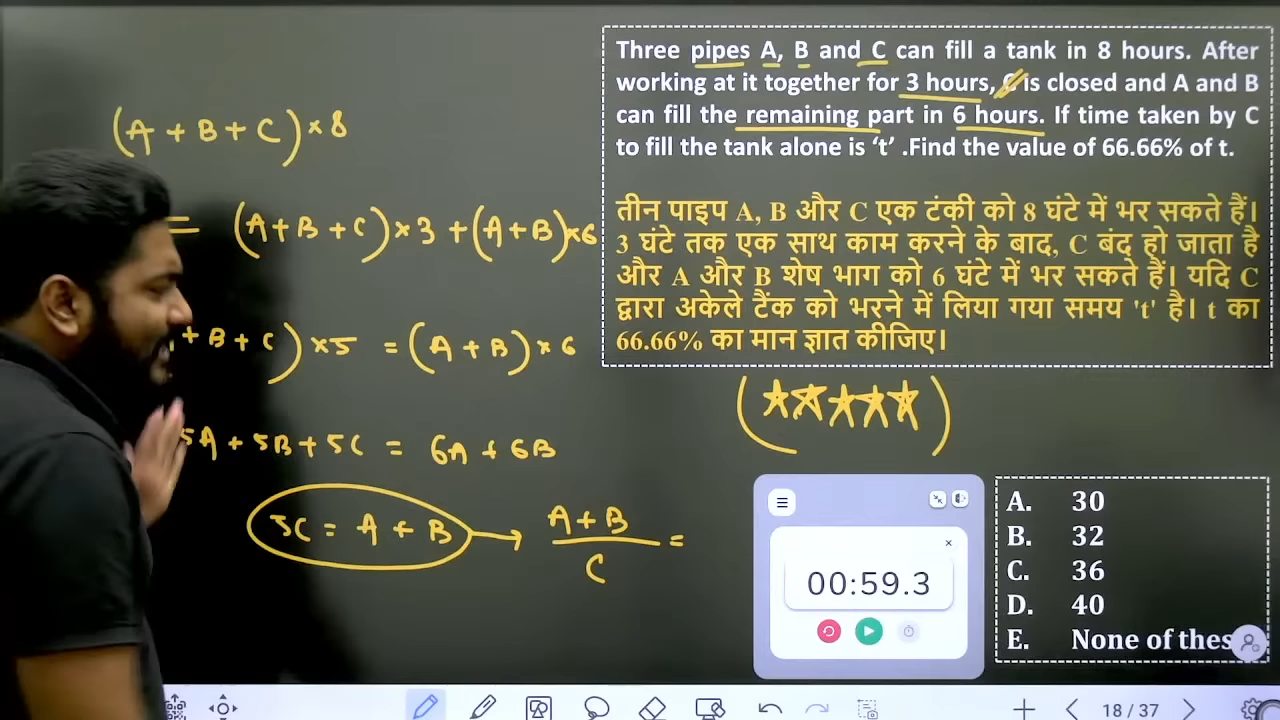 Three pipes A, B and C can fill a tank in 8 hours. After
working at it together for 3 hours, C is closed and A and B
can fill the remaining part in 6 hours. If time taken by C
to fill the tank alone is ‘t’ .Find the value of 66.66% of t.
तीन पाइप A, B और C एक टंकी को 8 घंटे में भर सकते हैं।
3 घंटे तक एक साथ काम करने के बाद, C बंद हो जाता है
और A और B शेष भाग को 6 घंटे में भर सकते हैं। यदि C
द्वारा अकेले टैंक को भरने में लिया गया समय 't' है। t का
66.66% का मान ज्ञात कीजिए।
(A + B + C) × 8
= (A + B + C) × 3 + (A + B) × 6
+ B + C) × 5 = (A + B) × 6
5A + 5B + 5C = 6A + 6B
5C = A + B → A + B
C
=
00:59.3
A. 30
B. 32
C. 36
D. 40
E. None of thes
18 / 37